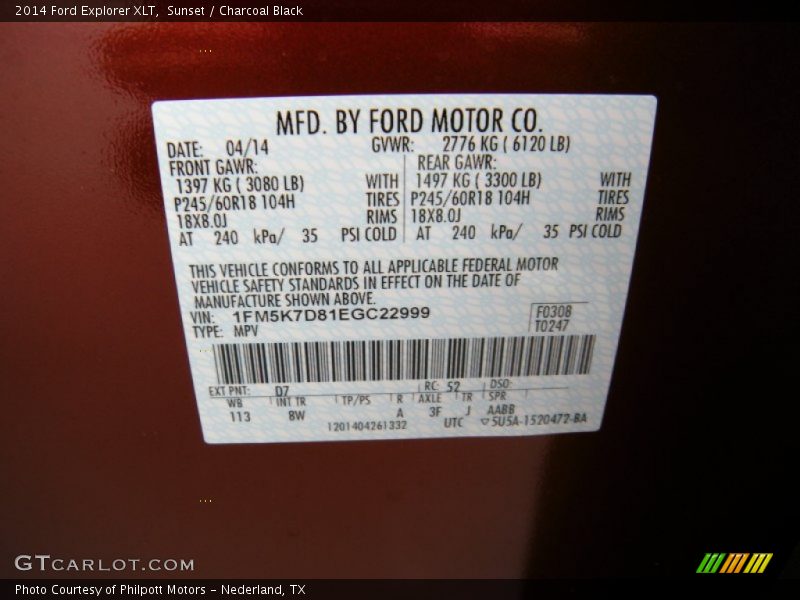 2014 Ford Explorer XLT,  Sunset / Charcoal Black
MFD. BY FORD MOTOR CO.
DATE: 04/14 GVWR: 2776 KG ( 6120 LB)
FRONT GAWR: REAR GAWR:
1397 KG ( 3080 LB) WITH 1497 KG ( 3300 LB) WITH
P245/60R18 104H TIRES P245/60R18 104H TIRES
18X8.0J RIMS 18X8.0J RIMS
AT 240 kPa/ 35 PSI COLD AT 240 kPa/ 35 PSI COLD
THIS VEHICLE CONFORMS TO ALL APPLICABLE FEDERAL MOTOR
VEHICLE SAFETY STANDARDS IN EFFECT ON THE DATE OF
MANUFACTURE SHOWN ABOVE.
VIN: 1FM5K7D81EGC22999 F0308
TYPE: MPV T0247
EXT PNT: D7 RC: 52 DSO:
WB INT TR TP/PS R AXLE TR SPR
113 8W A 3F J AABB
1201404261332 UTC ▽5U5A-1520472-BA
GTCARLOT.COM
Photo Courtesy of Philpott Motors - Nederland, TX